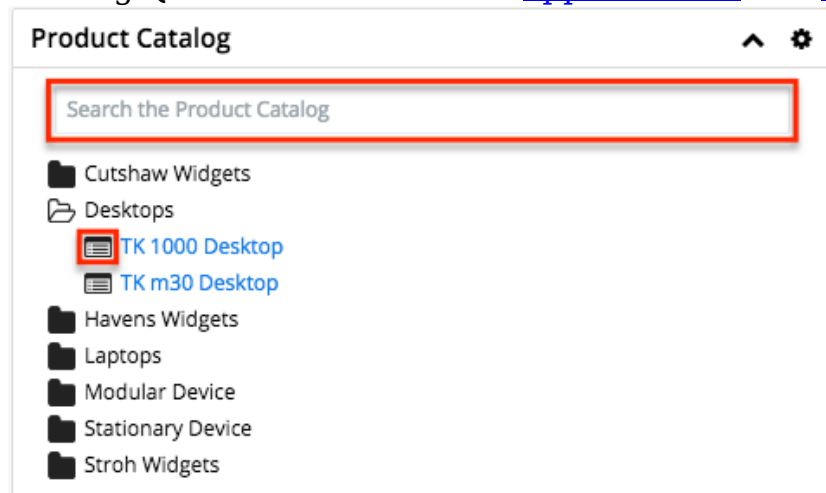 Product Catalog
Search the Product Catalog
Cutshaw Widgets
Desktops
TK 1000 Desktop
TK m30 Desktop
Havens Widgets
Laptops
Modular Device
Stationary Device
Stroh Widgets